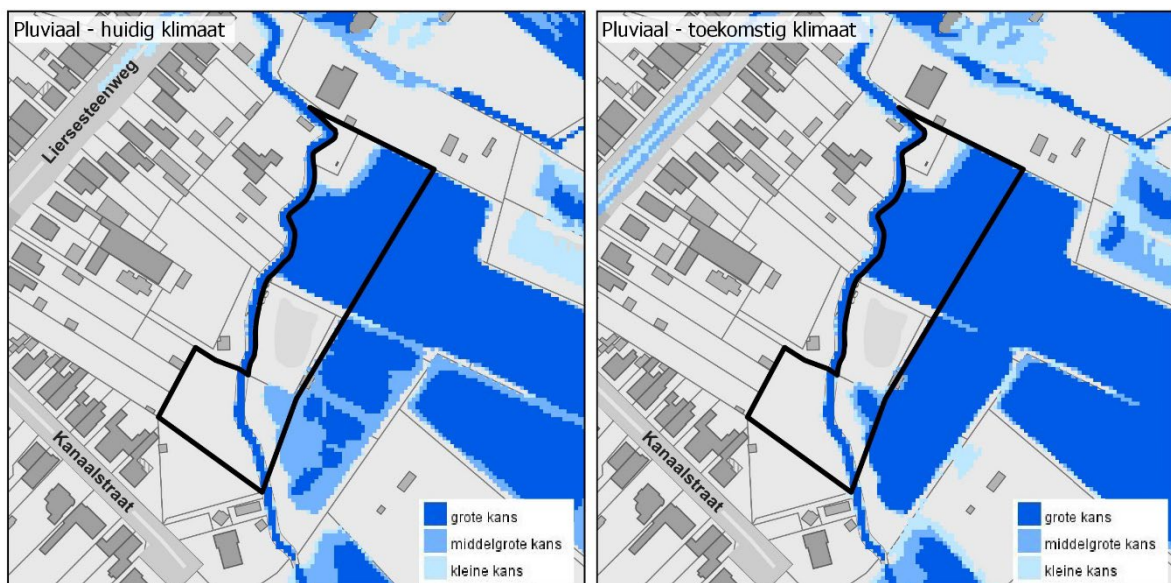 Pluviaal - huidig klimaat
Liersesteenweg
Kanaalstraat
grote kans
middelgrote kans
kleine kans
Pluviaal - toekomstig klimaat
Liersesteenweg
Kanaalstraat
grote kans
middelgrote kans
kleine kans